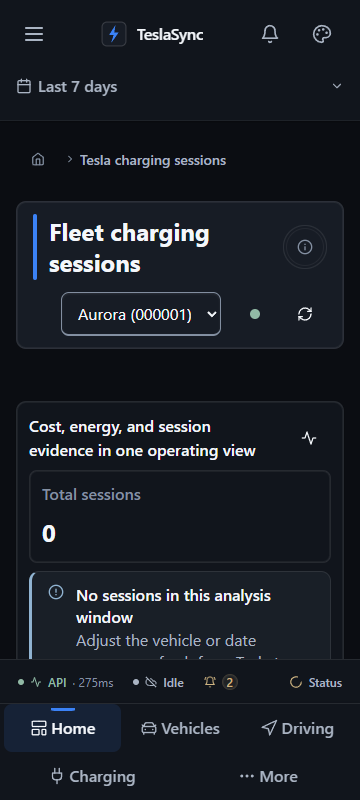 TeslaSync
Last 7 days
Tesla charging sessions
Fleet charging
sessions
Aurora (000001)
Cost, energy, and session
evidence in one operating view
Total sessions
0
No sessions in this analysis
window
Adjust the vehicle or date
API · 275ms
Idle
2
Status
Home
Vehicles
Driving
Charging
More